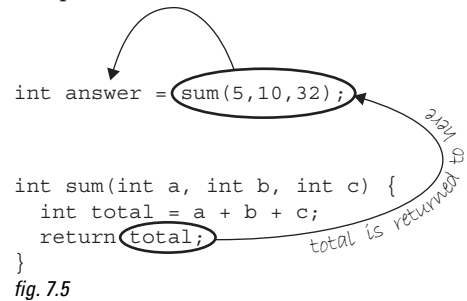 int answer = sum(5,10,32);
total is returned to here
int sum(int a, int b, int c) {
int total = a + b + c;
return total;
}
fig. 7.5